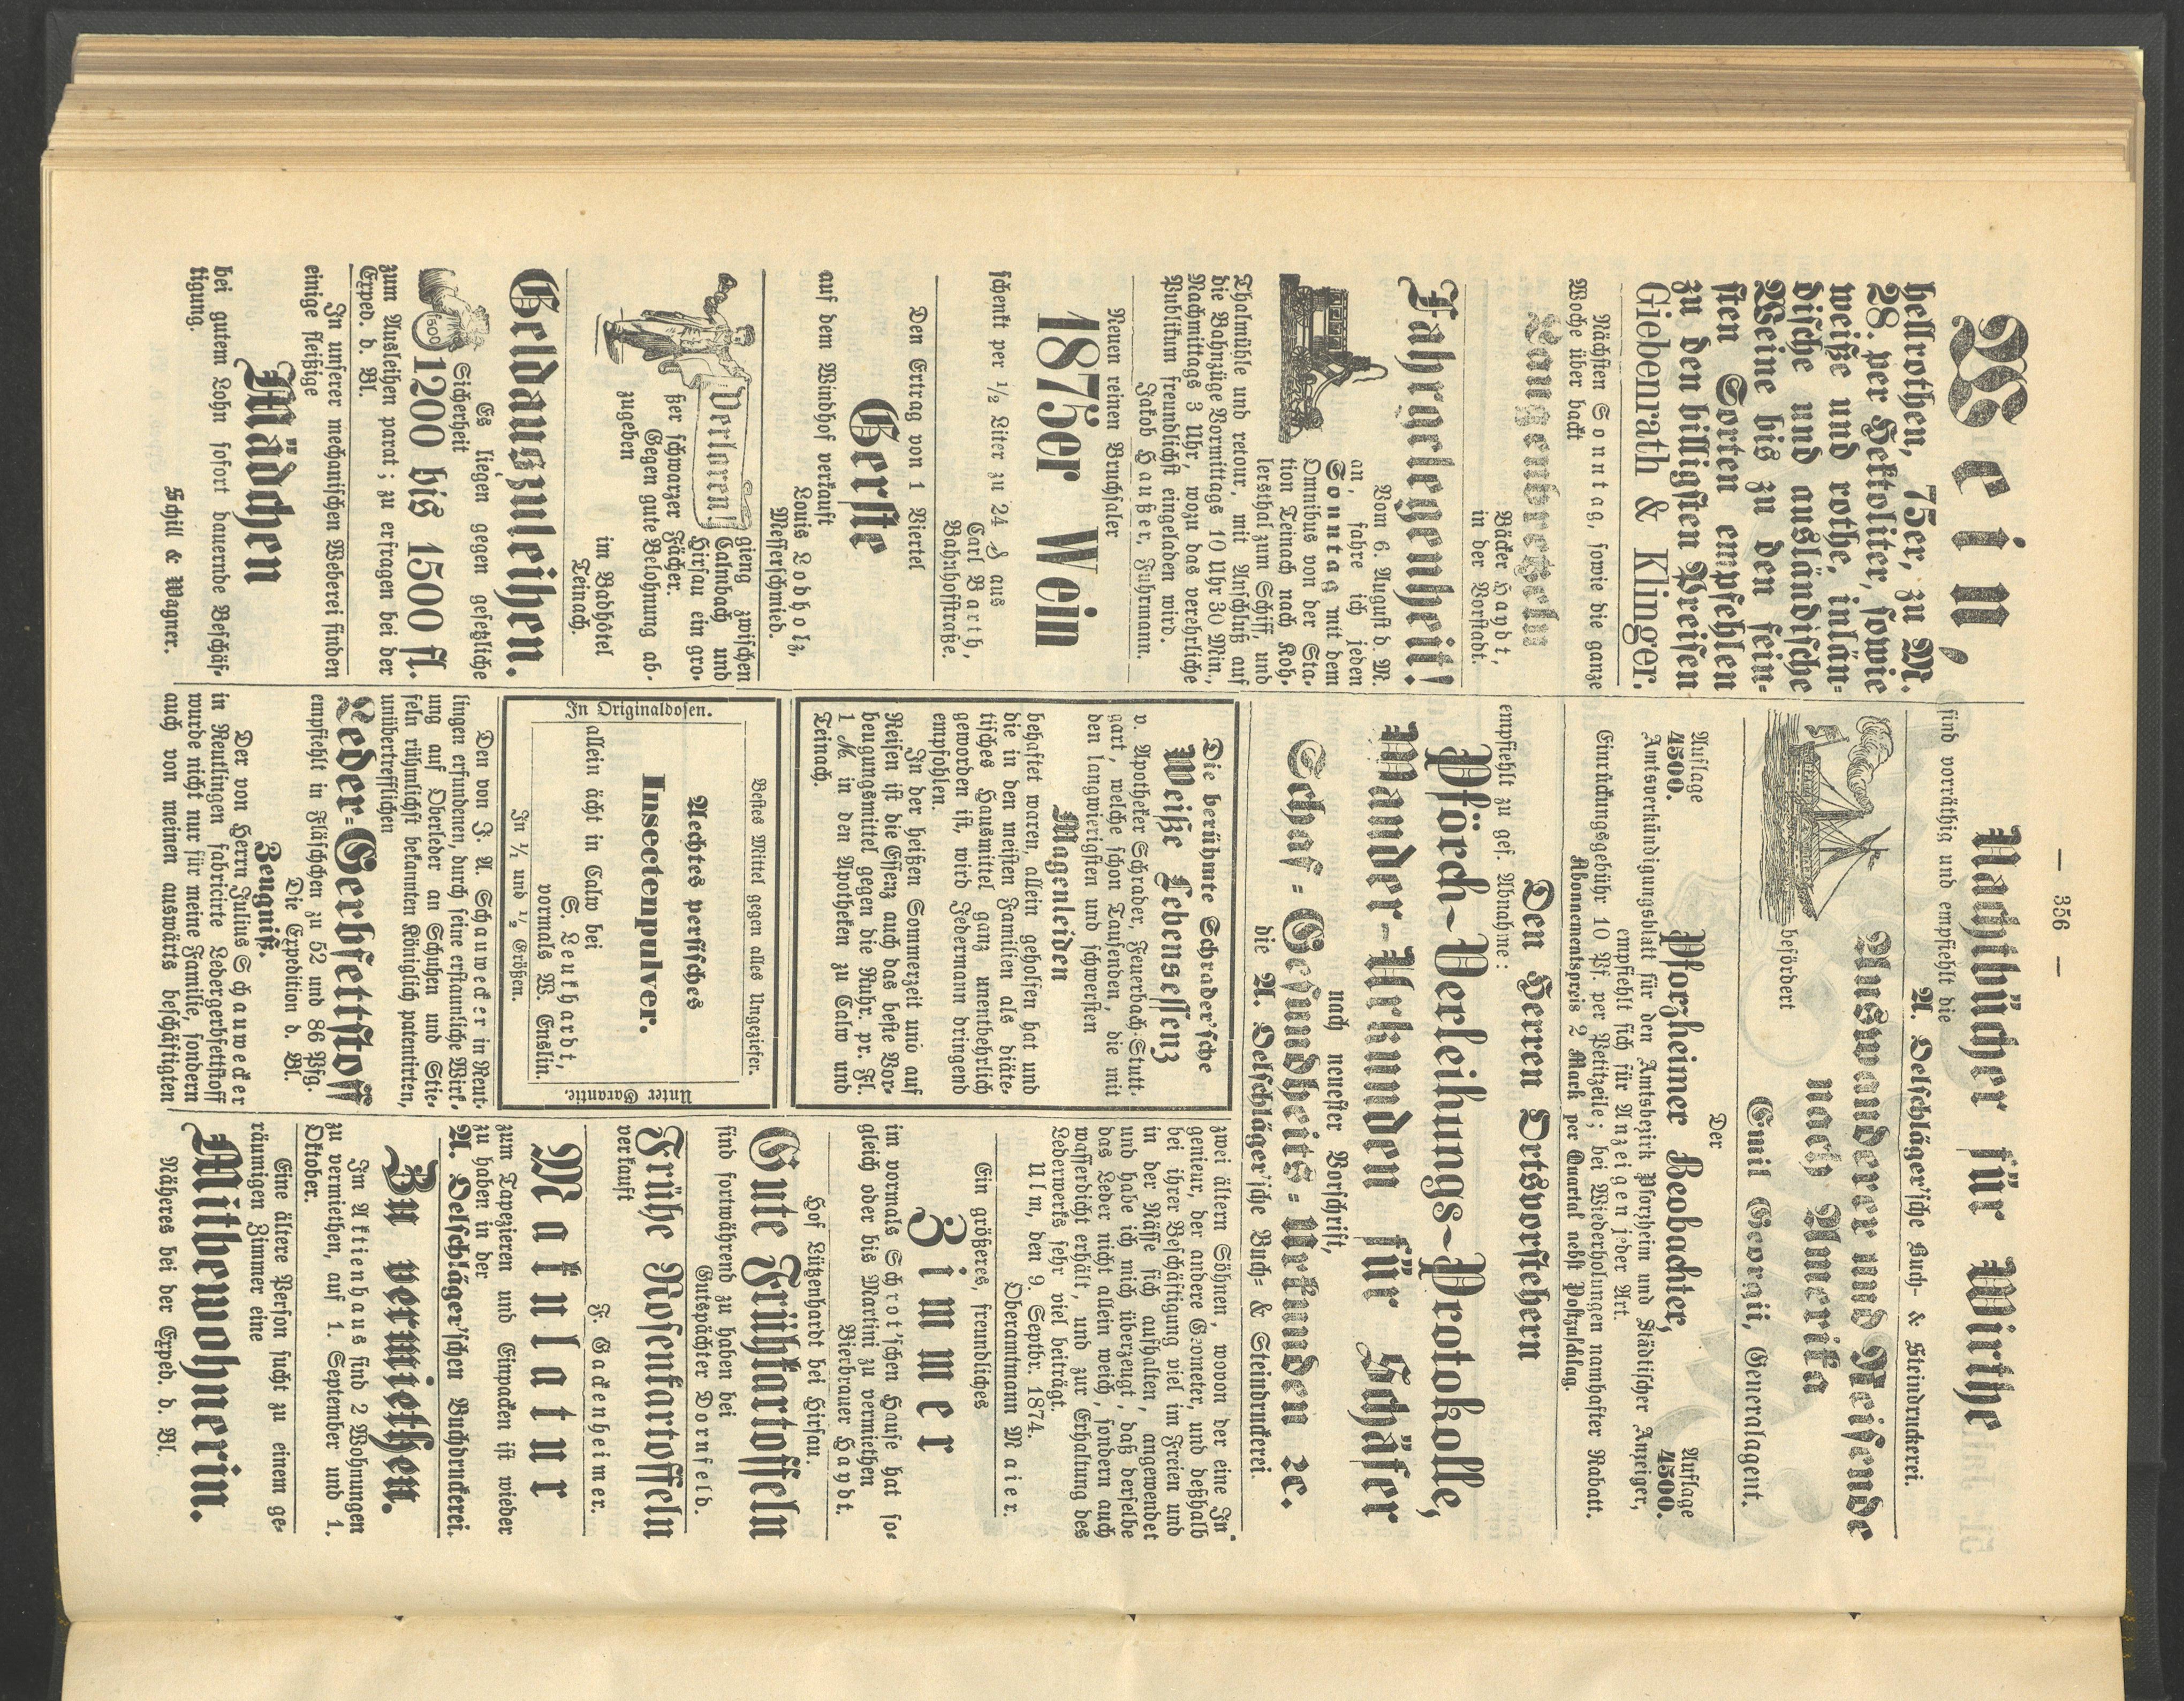 — 356 —
Wein,
hellrothen, 75er, zu M.
28. per Hektoliter, sowie
weiße und rothe, inlän-
dische und ausländische
Weine bis zu den fein-
sten Sorten empfehlen
zu den billigsten Preisen
Giebenrath & Klinger.
Nächsten Sonntag, sowie die ganze
Woche über backt
Laugenbretzeln
Bäcker Haydt,
in der Vorstadt.
Fahrgelegenheit!
Vom 6. August d. M.
an, fahre ich jeden
Sonntag mit dem
Omnibus von der Sta-
tion Teinach nach Koh-
lersthal zum Schiff, und
Thalmühle und retour, mit Anschluß auf
die Bahnzüge Vormittags 10 Uhr 30 Min.,
Nachmittags 3 Uhr, wozu das verehrliche
Publikum freundlichst eingeladen wird.
Jakob Haußer, Fuhrmann.
Neuen reinen Bruchsaler
1875er Wein
schenkt per ½ Liter zu 24 ₰ aus
Carl Barth,
Bahnhofstraße.
Den Ertrag von 1 Viertel
Gerste
auf dem Windhof verkauft
Louis Lodholz,
Messerschmied.
Verloren!
gieng zwischen
Calmbach und
Hirsau ein gro-
ßer schwarzer Fächer.
Gegen gute Belohnung ab-
zugeben
im Badhotel
Teinach.
Geldauszuleihen.
Es liegen gegen gesetzliche
Sicherheit
1500
1200 bis 1500 fl.
zum Ausleihen parat; zu erfragen bei der
Exped. d. Bl.
In unserer mechanischen Weberei finden
einige fleißige
Mädchen
bei gutem Lohn sofort dauernde Beschäf-
tigung.
Schill & Wagner.
Nachtbücher für Wirthe
sind vorräthig und empfiehlt die
A. Oelschläger'sche Buch- & Steindruckerei.
Auswanderer und Reisende
nach Amerika
befördert
Emil Georgii, Generalagent.
Der
Auflage
4500.
Pforzheimer Beobachter,
Auflage
4500.
Amtsverkündigungsblatt für den Amtsbezirk Pforzheim und Städtischer Anzeiger,
empfiehlt sich für Anzeigen jeder Art.
Einrückungsgebühr 10 Pf. per Petitzeile; bei Wiederholungen namhafter Rabatt.
Abonnementspreis 2 Mark per Quartal nebst Postzuschlag.
Den Herren Ortsvorstehern
empfiehlt zu gef. Abnahme:
Pförch-Verleihungs-Protokolle,
Wander-Urkunden für Schäfer
nach neuester Vorschrift,
Schaf-Gesundheits-Urkunden ꝛc.
die A. Oelschläger'sche Buch- & Steindruckerei.
Die berühmte Schrader'sche
Weiße Lebensessenz
v. Apotheker Schrader, Feuerbach-Stutt-
gart, welche schon Tausenden, die mit
den langwierigsten und schwersten
Magenleiden
behaftet waren, allein geholfen hat und
die in den meisten Familien als diäte-
tisches Hausmittel ganz unentbehrlich
geworden ist, wird Jedermann dringend
empfohlen.
In der heißen Sommerzeit und auf
Reisen ist die Essenz auch das beste Vor-
beugungsmittel gegen die Ruhr. pr. Fl.
1 M. in den Apotheken zu Calw und
Teinach.
Bestes Mittel gegen alles Ungeziefer.
In Originaldosen.
Unter Garantie.
Aechtes persisches
Insectenpulver.
allein ächt in Calw bei
S. Leukhardt,
vormals W. Enslin.
In 1/1 und 1/2 Größen.
Den von J. A. Schauwecker in Reut-
lingen erfundenen, durch seine erstaunliche Wirk-
ung auf Oberleder an Schuhen und Stie-
feln rühmlichst bekannten Königlich patentirten,
unübertrefflichen
Leder-Gerbfettstoff
empfiehlt in Fläschchen zu 52 und 86 Pfg.
Die Expedition d. Bl.
Zeugniß.
Der von Herrn Julius Schauwecker
in Reutlingen fabricirte Ledergerbfettstoff
wurde nicht nur für meine Familie, sondern
auch von meinen auswärts beschäftigten
zwei ältern Söhnen, wovon der eine In-
genieur, der andere Geometer, und deßhalb
bei ihrer Beschäftigung viel im Freien und
in der Nässe sich aufhalten, angewendet
und habe ich mich überzeugt, daß derselbe
das Leder nicht allein weich, sondern auch
wasserdicht erhält, und zur Erhaltung des
Lederwerks sehr viel beiträgt.
Ulm, den 9. Septbr. 1874.
Oberamtmann Maier.
Ein größeres, freundliches
Zimmer
im vormals Schrot'schen Hause hat so-
gleich oder bis Martini zu vermiethen
Bierbrauer Haydt.
Hof Lützenhardt bei Hirsau.
Gute Frühkartoffeln
sind fortwährend zu haben bei
Gutspächter Dornfeld.
Frühe Rosenkartoffeln
verkauft
F. Gackenheimer.
Makulatur
zum Tapezieren und Einpacken ist wieder
zu haben in der
A. Oelschläger'schen Buchdruckerei.
Zu vermiethen.
Im Aktienhaus sind 2 Wohnungen
zu vermiethen, auf 1. September und 1.
Oktober.
Eine ältere Person sucht zu einem ge-
räumigen Zimmer eine
Mitbewohnerin.
Näheres bei der Exped. d. Bl.